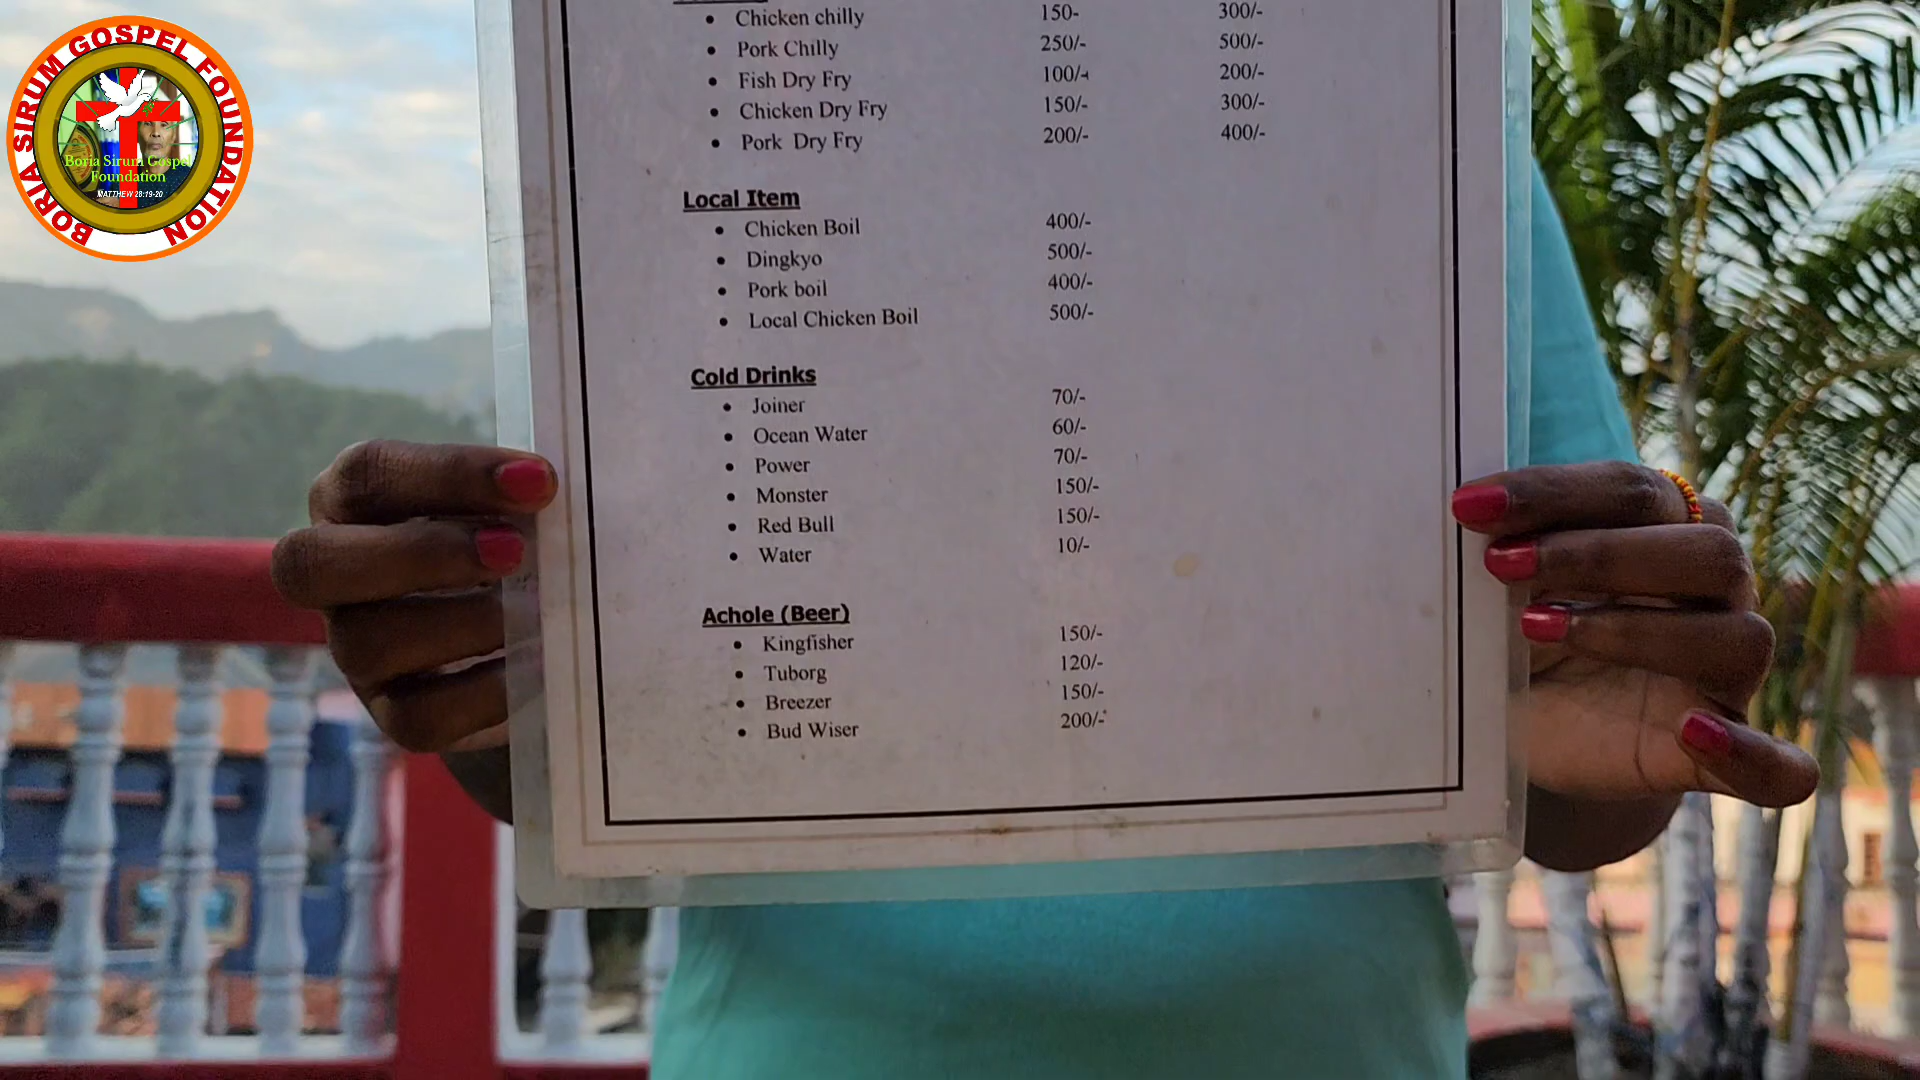 BORIA SIRUM GOSPEL FOUNDATION
Boria Sirum Gospel
Foundation
MATTHEW 28:19-20
Chicken chilly 150- 300/-
Pork Chilly 250/- 500/-
Fish Dry Fry 100/- 200/-
Chicken Dry Fry 150/- 300/-
Pork Dry Fry 200/- 400/-
Local Item
Chicken Boil 400/-
Dingkyo 500/-
Pork boil 400/-
Local Chicken Boil 500/-
Cold Drinks
Joiner 70/-
Ocean Water 60/-
Power 70/-
Monster 150/-
Red Bull 150/-
Water 10/-
Achole (Beer)
Kingfisher 150/-
Tuborg 120/-
Breezer 150/-
Bud Wiser 200/-